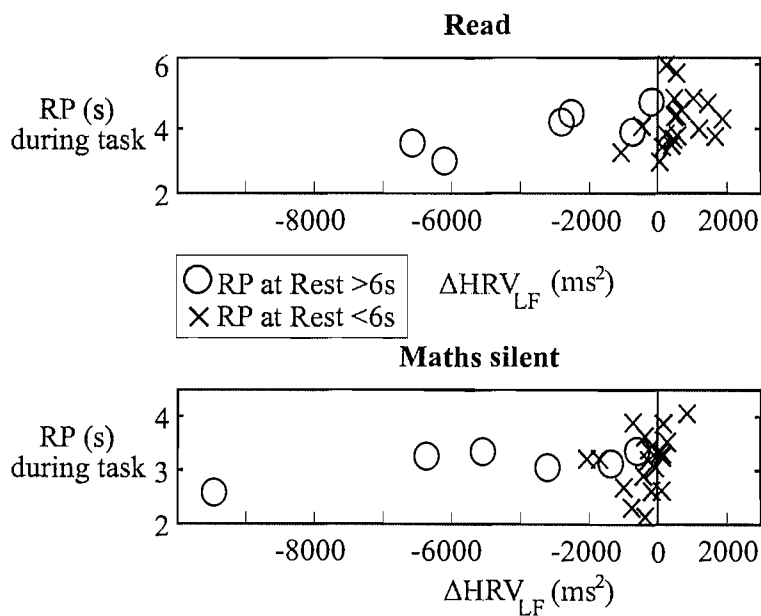 Read
6
RP (s)
4
during task
2
-8000 -6000 -4000 -2000 0 2000
RP at Rest >6s
ΔHRV_LF (ms²)
RP at Rest <6s
Maths silent
4
RP (s)
3
during task
2
-8000 -6000 -4000 -2000 0 2000
ΔHRV_LF (ms²)